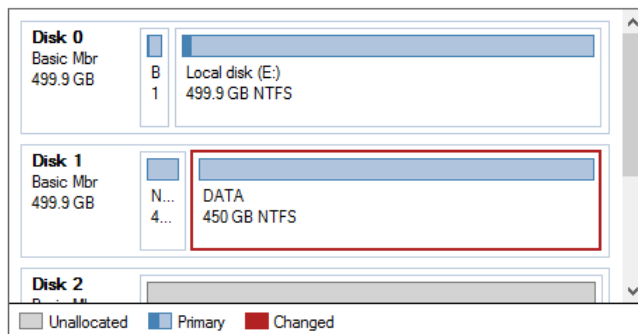 Disk 0
Basic Mbr
499.9 GB
B
1
Local disk (E:)
499.9 GB NTFS
Disk 1
Basic Mbr
499.9 GB
N...
4...
DATA
450 GB NTFS
Disk 2
Unallocated
Primary
Changed